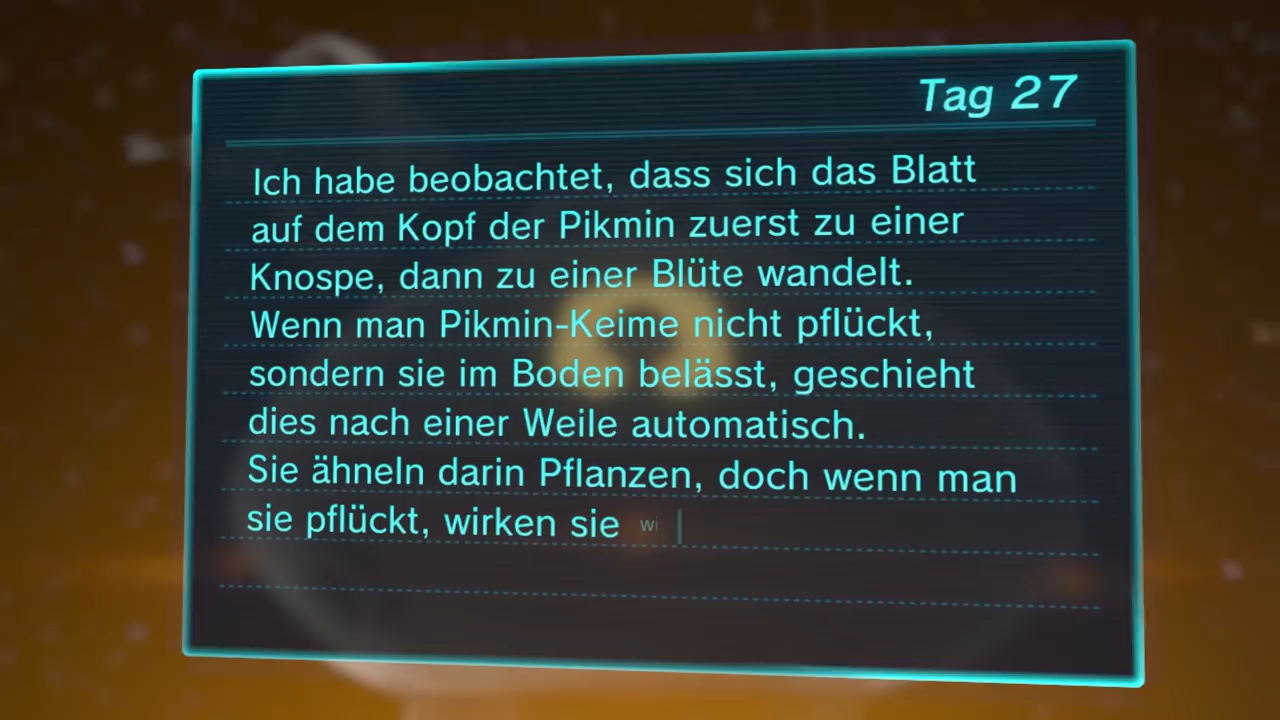 Tag 27
Ich habe beobachtet, dass sich das Blatt
auf dem Kopf der Pikmin zuerst zu einer
Knospe, dann zu einer Blüte wandelt.
Wenn man Pikmin-Keime nicht pflückt,
sondern sie im Boden belässt, geschieht
dies nach einer Weile automatisch.
Sie ähneln darin Pflanzen, doch wenn man
sie pflückt, wirken sie wi